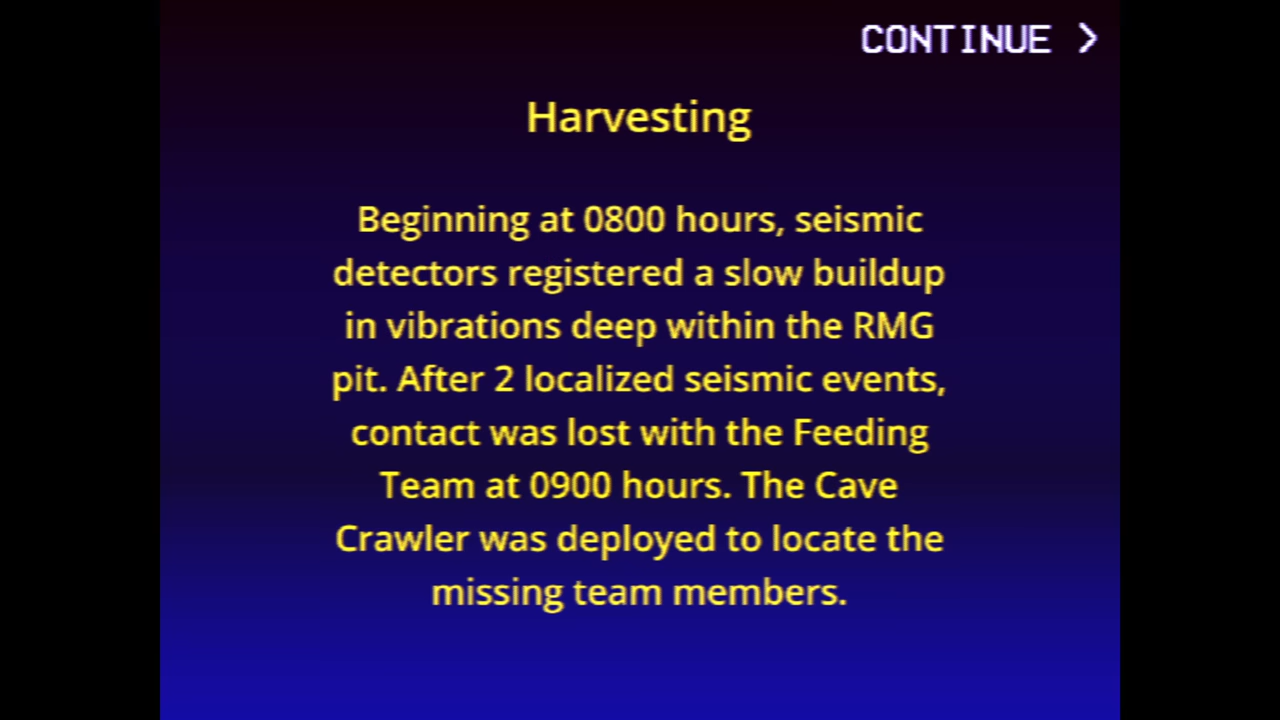 CONTINUE >
Harvesting
Beginning at 0800 hours, seismic
detectors registered a slow buildup
in vibrations deep within the RMG
pit. After 2 localized seismic events,
contact was lost with the Feeding
Team at 0900 hours. The Cave
Crawler was deployed to locate the
missing team members.